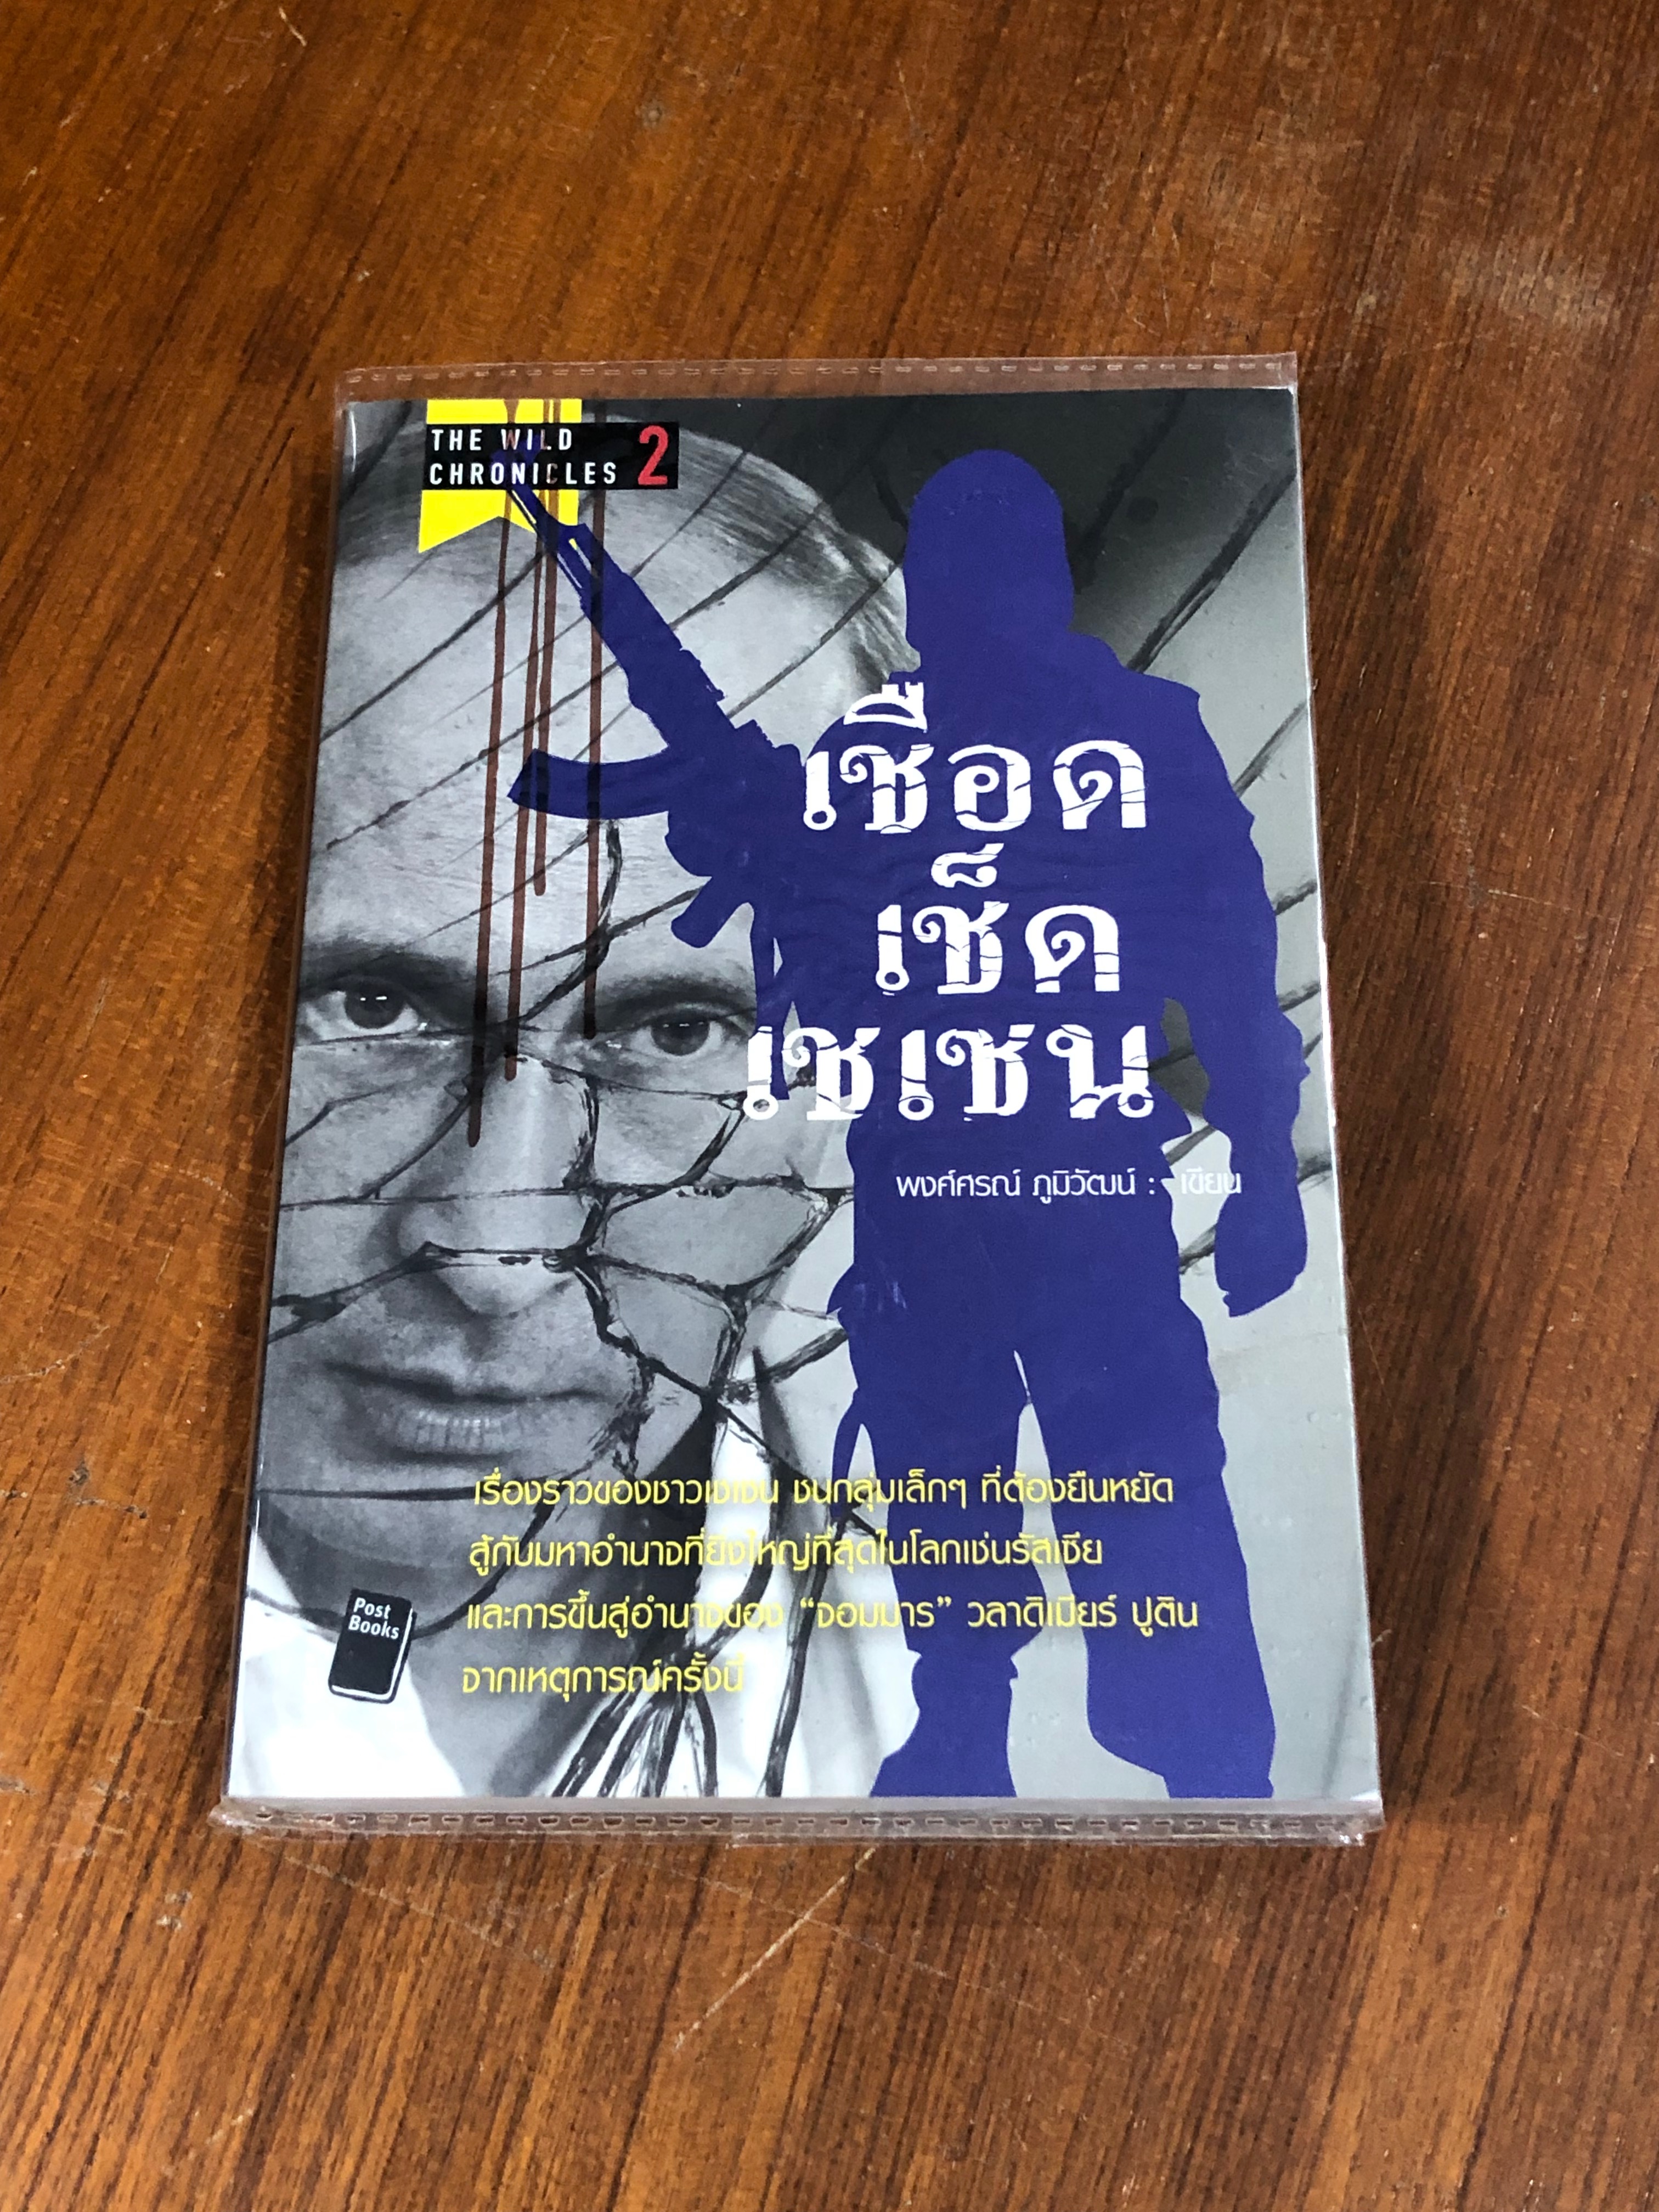 THE WILD
CHRONICLES 2
เชือด
เช็ด
เชเชน
พงศ์ศรณ์ ภูมิวัฒน์ : เขียน
เรื่องราวของชาวเชเชน ชนกลุ่มเล็กๆ ที่ต้องยืนหยัด
สู้กับมหาอำนาจที่ยิ่งใหญ่ที่สุดในโลกเช่นรัสเซีย
และการขึ้นสู่อำนาจของ “จอมมาร” วลาดิเมียร์ ปูติน
จากเหตุการณ์ครั้งนี้
Post
Books